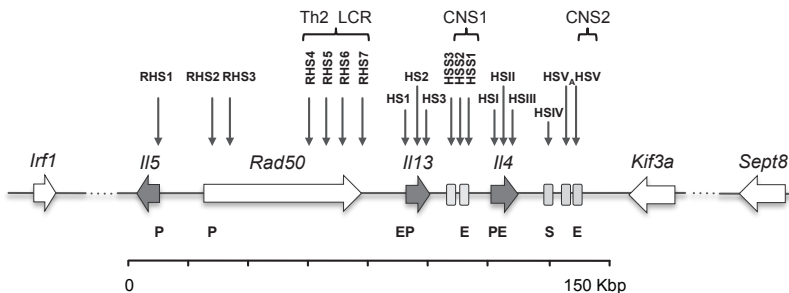 Th2 LCR CNS1 CNS2
RHS4 RHS5 RHS6 RHS7 HSS3 HSS2 HSS1
RHS1 RHS2 RHS3 HS2 HSII HSVA HSV
HS1 HS3 HSI HSIII HSIV
Irf1 Il5 Rad50 Il13 Il4 Kif3a Sept8
P P EP E PE S E
0 150 Kbp